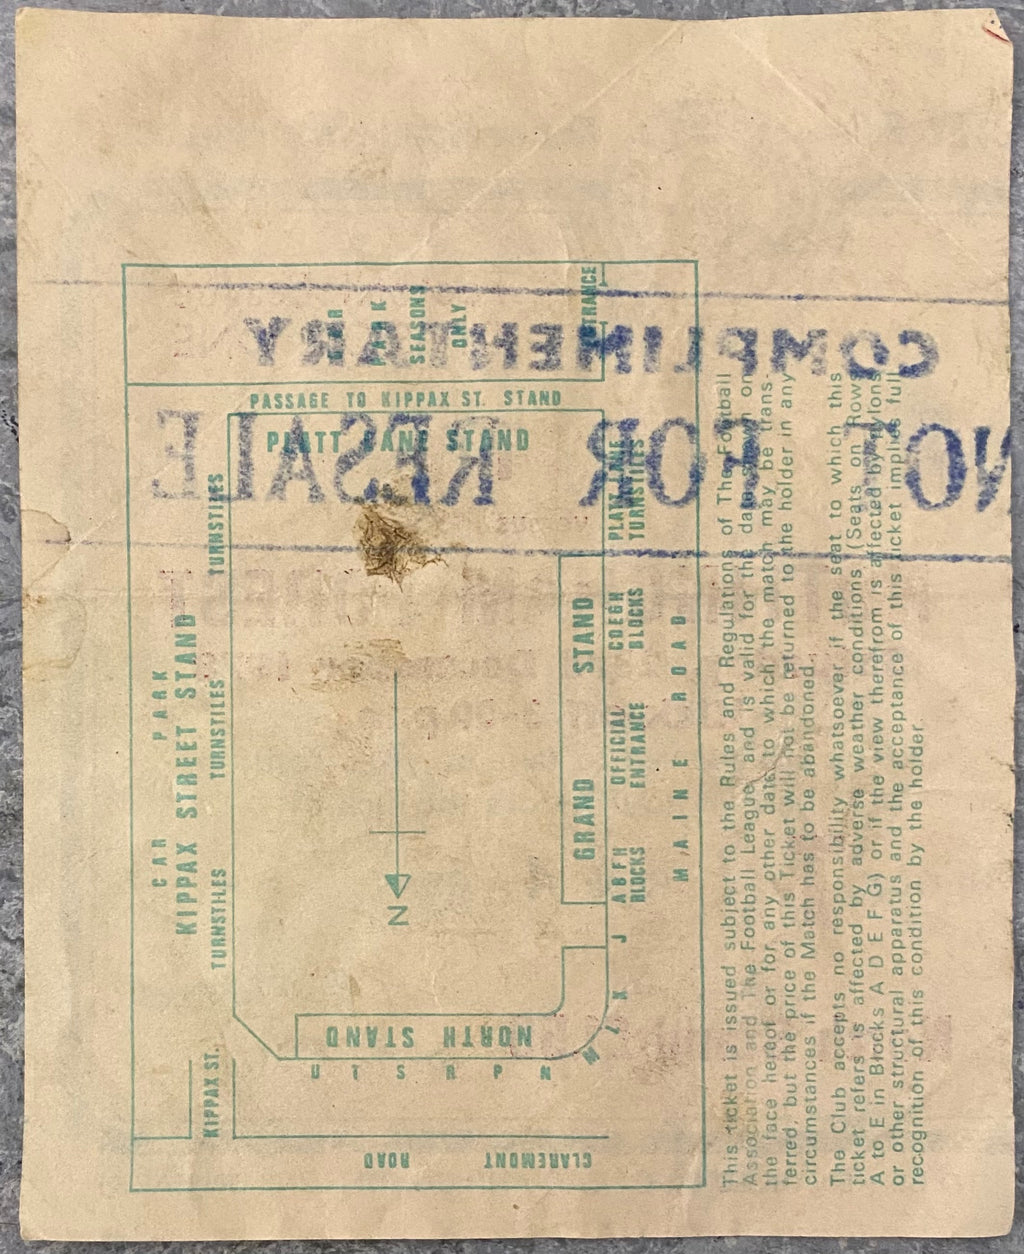 CAR
PARK
SEASONS
ONLY
ENTRANCE
COMPLIMENTARY
PASSAGE TO KIPPAX ST. STAND
NOT FOR RESALE
PLATT LANE STAND
PLATT LANE
TURNSTILES
CAR PARK
KIPPAX STREET STAND
TURNSTILES
TURNSTILES
TURNSTILES
GRAND STAND
CDEGH
BLOCKS
OFFICIAL
ENTRANCE
ABFH
BLOCKS
MAINE ROAD
N
J
K
L
M
NORTH STAND
U T S R P N
KIPPAX ST.
CLAREMONT ROAD
This ticket is issued subject to the Rules and Regulations of The Football
Association and The Football League and is valid for the date shown on
the face hereof or for any other date to which the match may be trans-
ferred, but the price of this Ticket will not be returned to the holder in any
circumstances if the Match has to be abandoned.
The Club accepts no responsibility whatsoever if the seat to which this
ticket refers is affected by adverse weather conditions (Seats on Rows
A to E in Blocks A D E F G) or if the view therefrom is affected by pylons
or other structural apparatus and the acceptance of this ticket implies full
recognition of this condition by the holder.